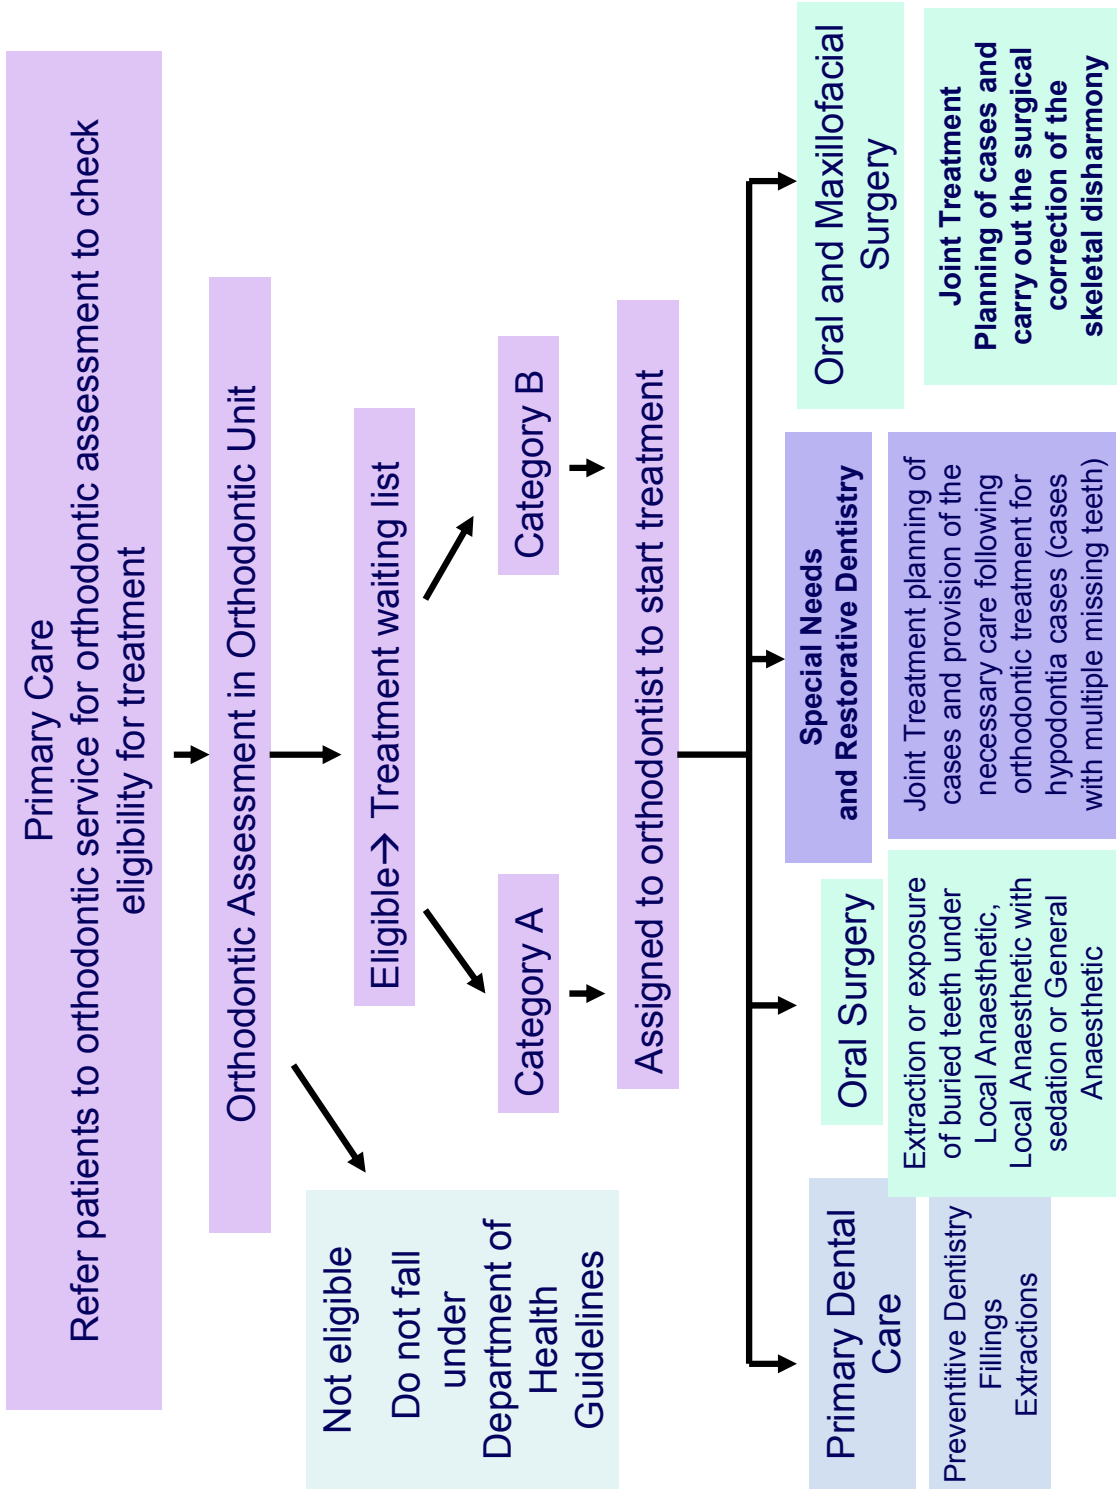 Primary Care
Refer patients to orthodontic service for orthodontic assessment to check
eligibility for treatment
Orthodontic Assessment in Orthodontic Unit
Not eligible
Do not fall
under
Department of
Health
Guidelines
Eligible→ Treatment waiting list
Category A
Category B
Assigned to orthodontist to start treatment
Primary Dental
Care
Preventitive Dentistry
Fillings
Extractions
Oral Surgery
Extraction or exposure
of buried teeth under
Local Anaesthetic,
Local Anaesthetic with
sedation or General
Anaesthetic
Special Needs
and Restorative Dentistry
Joint Treatment planning of
cases and provision of the
necessary care following
orthodontic treatment for
hypodontia cases (cases
with multiple missing teeth)
Oral and Maxillofacial
Surgery
Joint Treatment
Planning of cases and
carry out the surgical
correction of the
skeletal disharmony